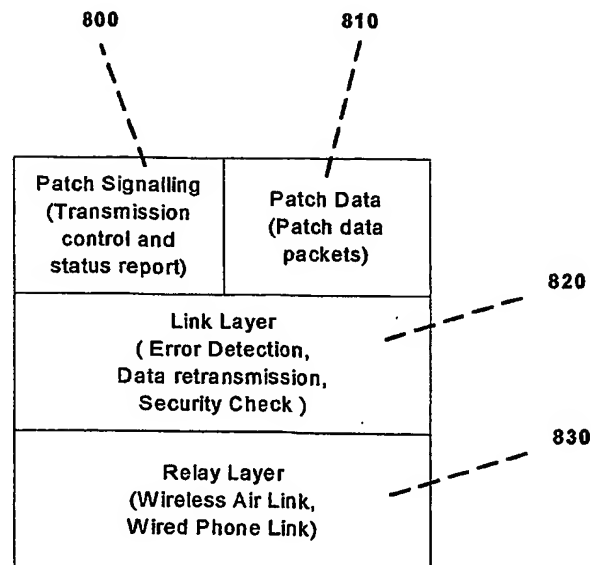 800
810
Patch Signalling
(Transmission
control and
status report)
Patch Data
(Patch data
packets)
820
Link Layer
( Error Detection,
Data retransmission,
Security Check )
830
Relay Layer
(Wireless Air Link,
Wired Phone Link)